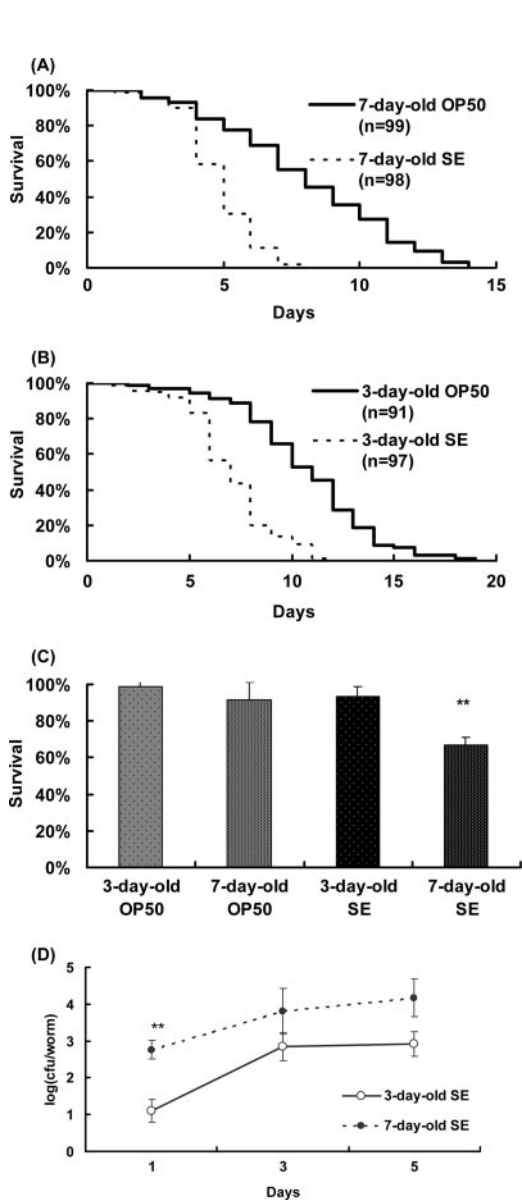 (A)
100%
80%
60%
40%
20%
0%
Survival
7-day-old OP50
(n=99)
7-day-old SE
(n=98)
0 5 10 15
Days
(B)
100%
80%
60%
40%
20%
0%
Survival
3-day-old OP50
(n=91)
3-day-old SE
(n=97)
0 5 10 15 20
Days
(C)
100%
80%
60%
40%
20%
0%
Survival
**
3-day-old 7-day-old 3-day-old 7-day-old
OP50 OP50 SE SE
(D)
5
4
3
2
1
0
log(cfu/worm)
**
3-day-old SE
7-day-old SE
1 3 5
Days